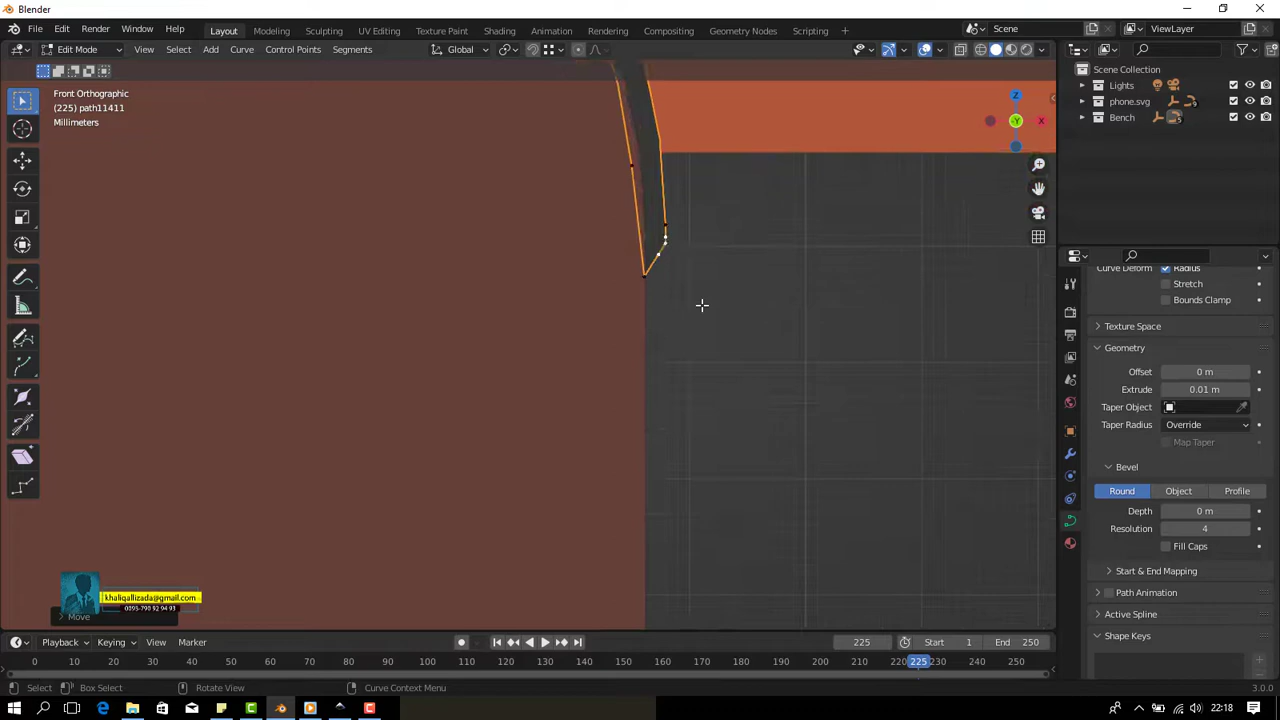 Blender
File Edit Render Window Help
Layout Modeling Sculpting UV Editing Texture Paint Shading Animation Rendering Compositing Geometry Nodes Scripting
Scene
ViewLayer
Edit Mode View Select Add Curve Control Points Segments
Global
Front Orthographic
(225) path11411
Millimeters
Z
Y
X
Scene Collection
Lights
phone.svg
9
Bench
5
Curve Deform Radius
Stretch
Bounds Clamp
Texture Space
Geometry
Offset 0 m
Extrude 0.01 m
Taper Object
Taper Radius Override
Map Taper
Bevel
Round Object Profile
Depth 0 m
Resolution 4
Fill Caps
Start & End Mapping
Path Animation
Active Spline
Shape Keys
khaliqallizada@gmail.com
0093-790 92 94 93
Move
Playback Keying View Marker
225 Start 1 End 250
0 10 20 30 40 50 60 70 80 90 100 110 120 130 140 150 160 170 180 190 200 210 220 225 230 240 250
Select Box Select Rotate View Curve Context Menu
3.0.0
22:18